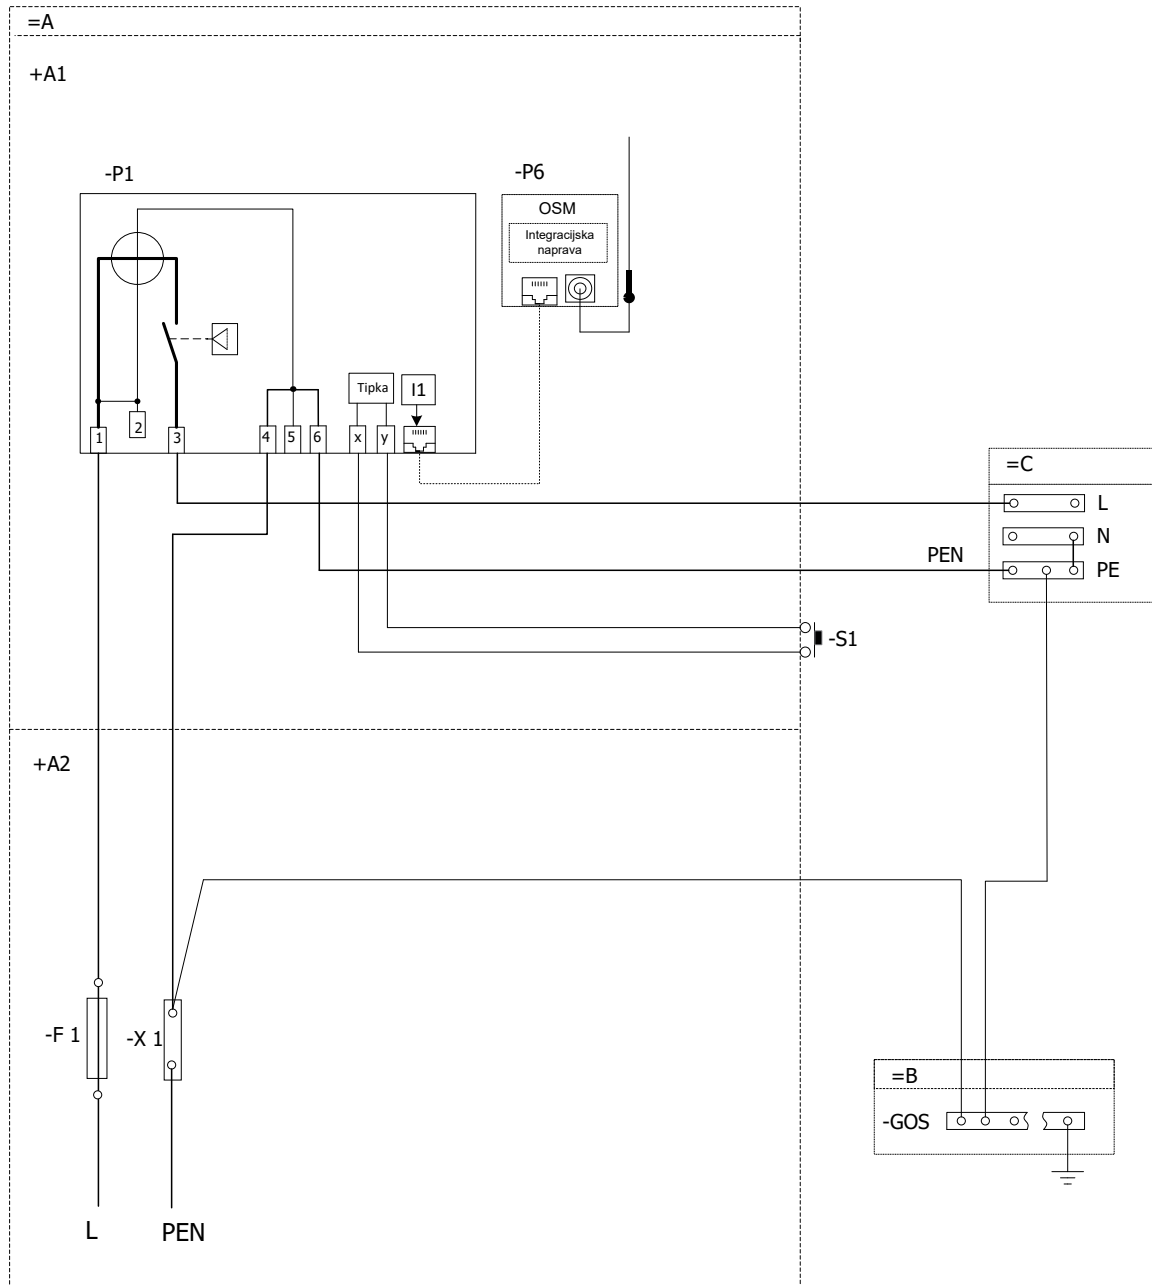 =A
+A1
-P1
-P6
OSM
Integracijska
naprava
Tipka
I1
1
2
3
4
5
6
x
y
=C
L
N
PEN
PE
-S1
+A2
-F 1
-X 1
=B
-GOS
L
PEN